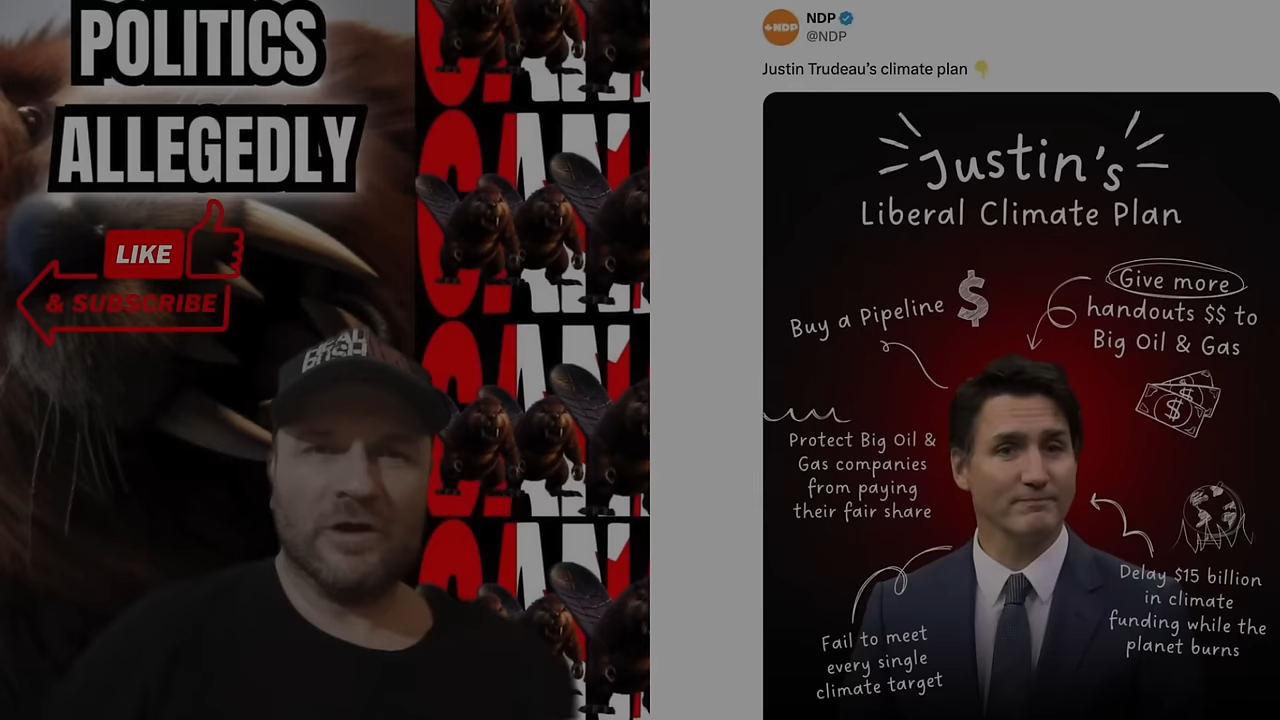 POLITICS
ALLEGEDLY
LIKE
& SUBSCRIBE
REAL
NDP
NDP
@NDP
Justin Trudeau’s climate plan
Justin's
Liberal Climate Plan
Buy a Pipeline $
Give more
handouts $$ to
Big Oil & Gas
Protect Big Oil &
Gas companies
from paying
their fair share
Fail to meet
every single
climate target
Delay $15 billion
in climate
funding while the
planet burns